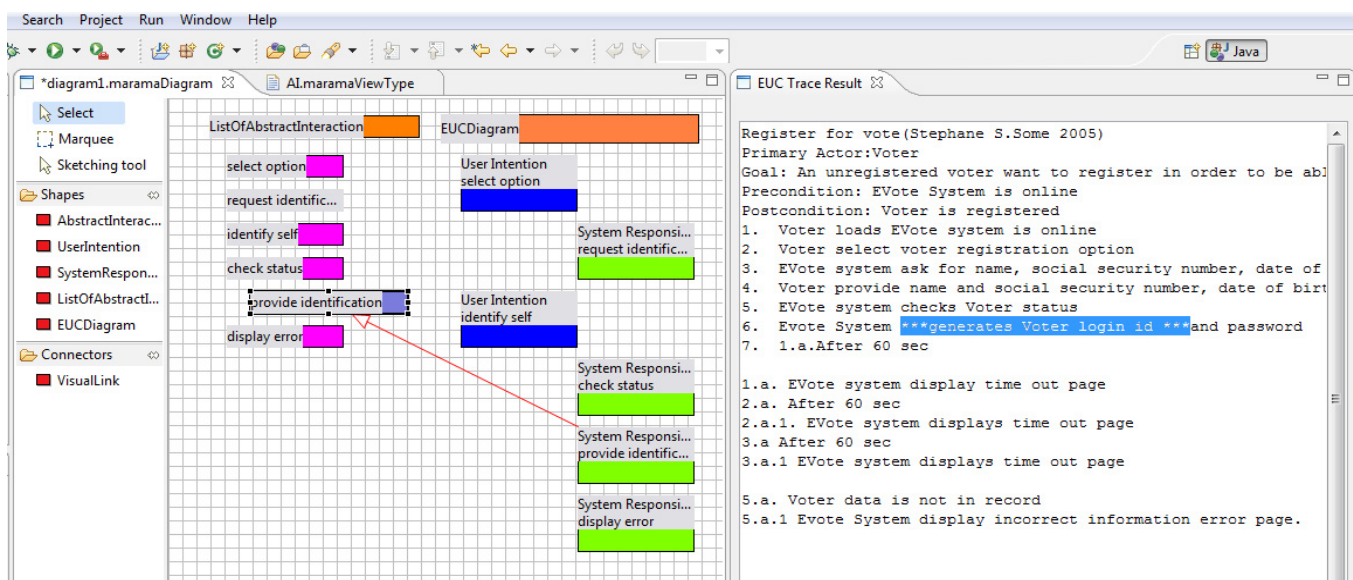 Search Project Run Window Help
Java
*diagram1.maramaDiagram
AI.maramaViewType
Select
Marquee
Sketching tool
Shapes
AbstractInterac...
UserIntention
SystemRespon...
ListOfAbstractI...
EUCDiagram
Connectors
VisualLink
ListOfAbstractInteraction
select option
request identific...
identify self
check status
provide identification
display error
EUCDiagram
User Intention
select option
System Responsi...
request identific...
User Intention
identify self
System Responsi...
check status
System Responsi...
provide identific...
System Responsi...
display error
EUC Trace Result
Register for vote(Stephane S.Some 2005)
Primary Actor:Voter
Goal: An unregistered voter want to register in order to be abl
Precondition: EVote System is online
Postcondition: Voter is registered
1. Voter loads EVote system is online
2. Voter select voter registration option
3. EVote system ask for name, social security number, date of
4. Voter provide name and social security number, date of birt
5. EVote system checks Voter status
6. Evote System ***generates Voter login id ***and password
7. 1.a.After 60 sec
1.a. EVote system display time out page
2.a. After 60 sec
2.a.1. EVote system displays time out page
3.a After 60 sec
3.a.1 EVote system displays time out page
5.a. Voter data is not in record
5.a.1 Evote System display incorrect information error page.